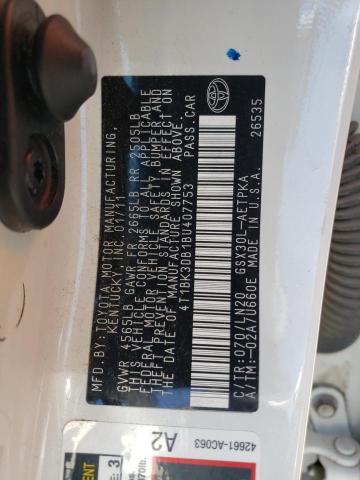 MFD.BY: TOYOTA MOTOR MANUFACTURING,
KENTUCKY, INC. 01/11
GVWR 4565LB GAWR FR 2665LB RR 2505LB
THIS VEHICLE CONFORMS TO ALL APPLICABLE
FEDERAL MOTOR VEHICLE SAFETY, BUMPER, AND
THEFT PREVENTION STANDARDS IN EFFECT ON
THE DATE OF MANUFACTURE SHOWN ABOVE.
4T1BK3DB1BU407753 PASS.CAR
C/TR: 070/LN20 GSX30L-AETPKA
A/TM: -02A/U660E MADE IN U.S.A.
26535
42661-AC063
A2
3